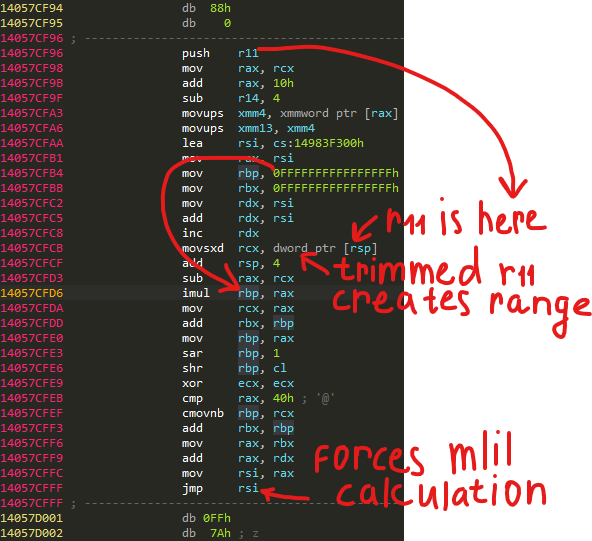 14057CF94 db 88h
14057CF95 db 0
14057CF96 ; ---------------------------------------
14057CF96 push r11
14057CF98 mov rax, rcx
14057CF9B add rax, 10h
14057CF9F sub r14, 4
14057CFA3 movups xmm4, xmmword ptr [rax]
14057CFA6 movups xmm13, xmm4
14057CFAA lea rsi, cs:14983F300h
14057CFB1 mov rax, rsi
14057CFB4 mov rbp, 0FFFFFFFFFFFFFFFFh
14057CFBB mov rbx, 0FFFFFFFFFFFFFFFFh
14057CFC2 mov rdx, rsi
14057CFC5 add rdx, rsi
14057CFC8 inc rdx
14057CFCB movsxd rcx, dword ptr [rsp]
r11 is here
14057CFCF add rsp, 4
trimmed r11
14057CFD3 sub rax, rcx
14057CFD6 imul rbp, rax
creates range
14057CFDA mov rcx, rax
14057CFDD add rbx, rbp
14057CFE0 mov rbp, rax
14057CFE3 sar rbp, 1
14057CFE6 shr rbp, cl
14057CFE9 xor ecx, ecx
14057CFEB cmp rax, 40h ; '@'
14057CFEF cmovnb rbp, rcx
14057CFF3 add rbx, rbp
14057CFF6 mov rax, rbx
14057CFF9 add rax, rdx
forces mlil
14057CFFC mov rsi, rax
14057CFFF jmp rsi
calculation
14057CFFF ; ---------------------------------------
14057D001 db 0FFh
14057D002 db 7Ah ; z